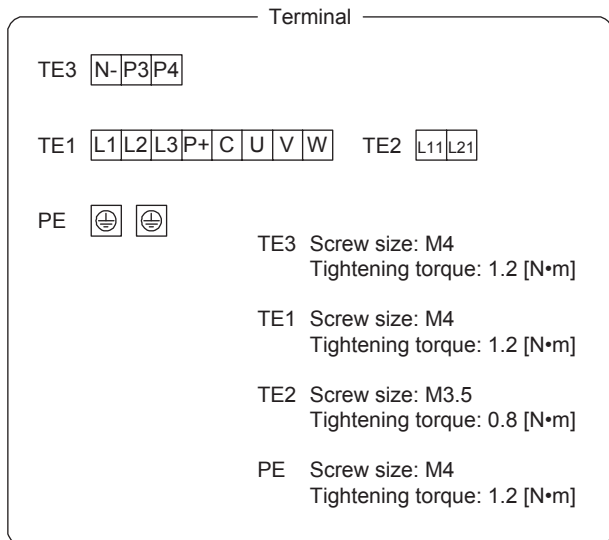 Terminal
TE3 N- P3 P4
TE1 L1 L2 L3 P+ C U V W TE2 L11 L21
PE
TE3 Screw size: M4
Tightening torque: 1.2 [N•m]
TE1 Screw size: M4
Tightening torque: 1.2 [N•m]
TE2 Screw size: M3.5
Tightening torque: 0.8 [N•m]
PE Screw size: M4
Tightening torque: 1.2 [N•m]